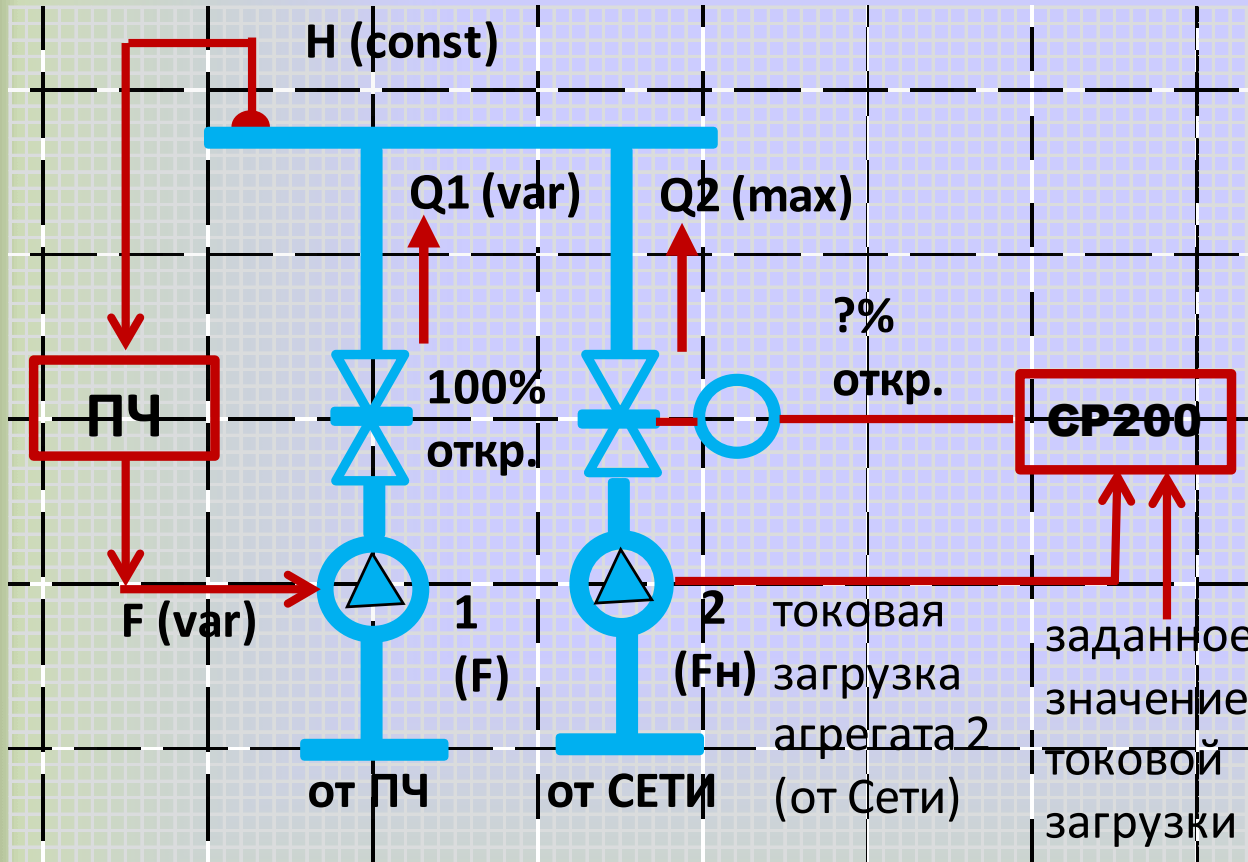 H (const)
Q1 (var)
Q2 (max)
?%
откр.
100%
откр.
ПЧ
СР200
F (var)
1
(F)
2
(Fн)
токовая
загрузка
агрегата 2
(от Сети)
заданное
значение
токовой
загрузки
от ПЧ
от СЕТИ